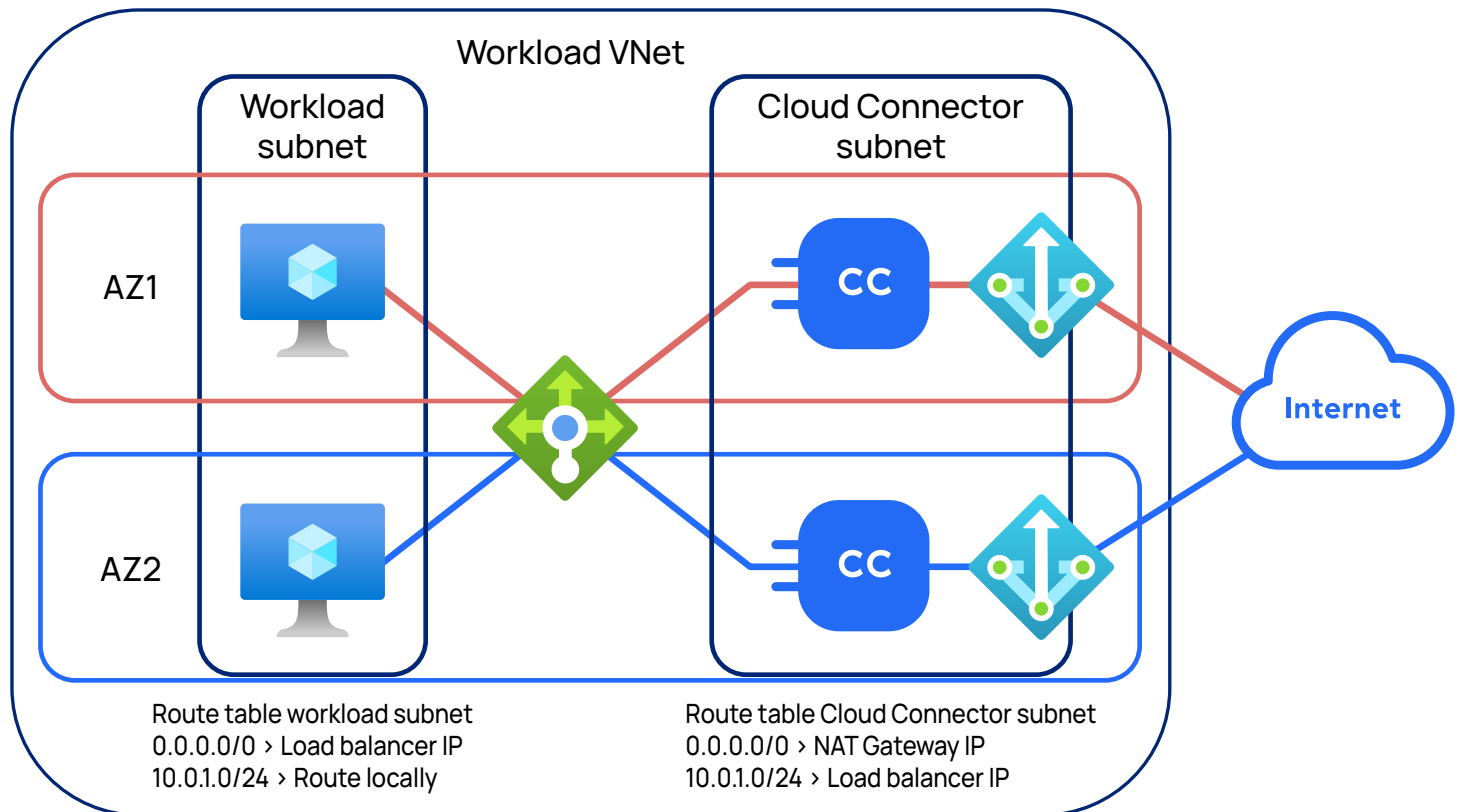 Workload VNet
Workload
subnet
Cloud Connector
subnet
AZ1
CC
Internet
AZ2
CC
Route table workload subnet
0.0.0.0/0 > Load balancer IP
10.0.1.0/24 > Route locally
Route table Cloud Connector subnet
0.0.0.0/0 > NAT Gateway IP
10.0.1.0/24 > Load balancer IP